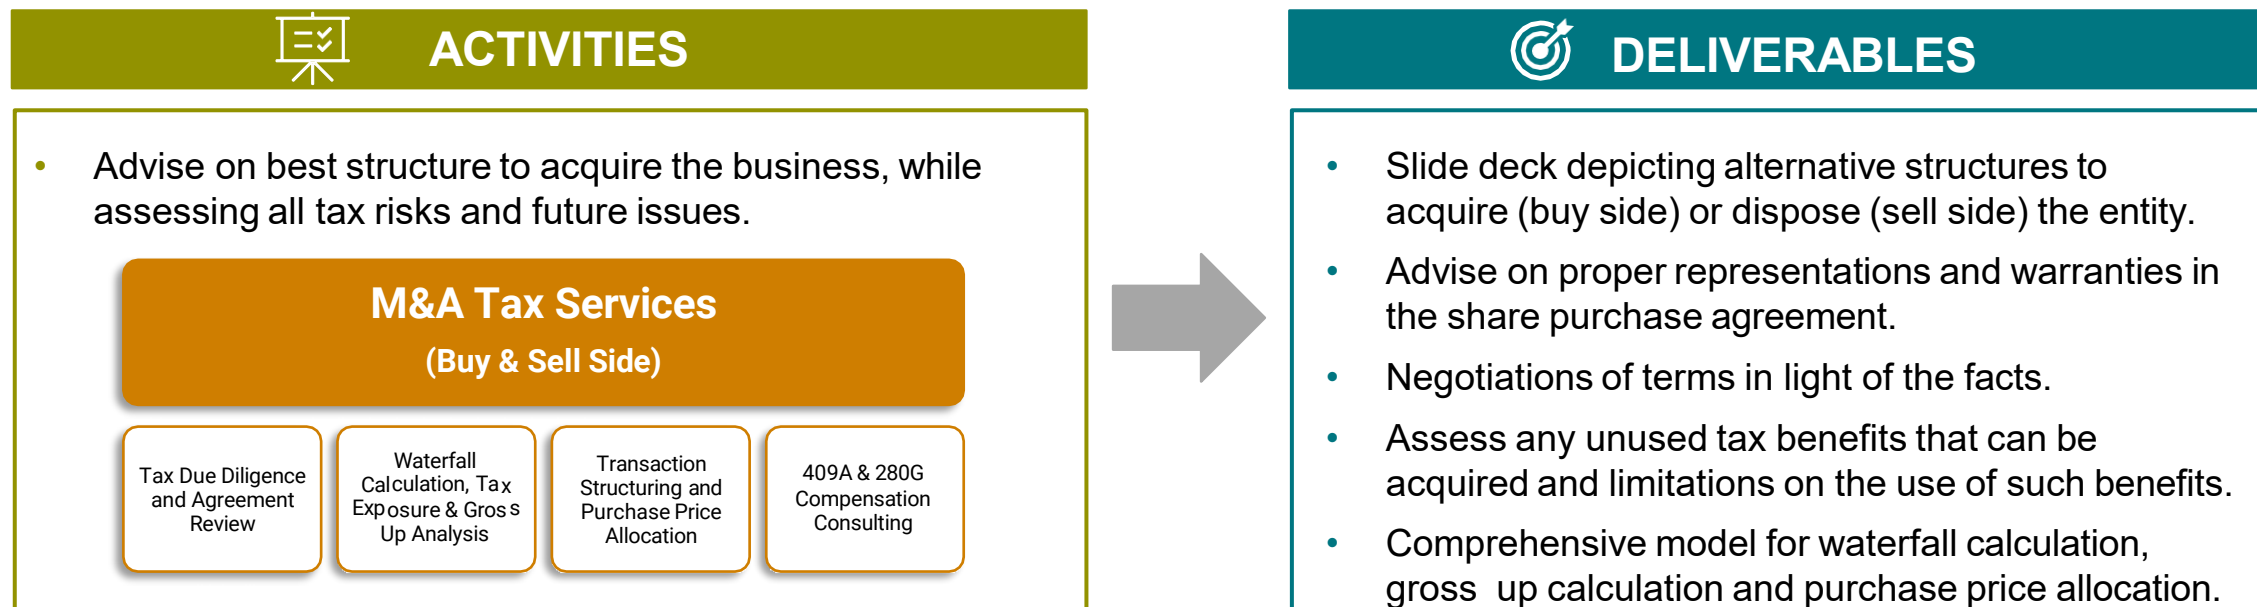 ACTIVITIES
• Advise on best structure to acquire the business, while
assessing all tax risks and future issues.
M&A Tax Services
(Buy & Sell Side)
Tax Due Diligence
and Agreement
Review
Waterfall
Calculation, Tax
Exposure & Gross
Up Analysis
Transaction
Structuring and
Purchase Price
Allocation
409A & 280G
Compensation
Consulting
DELIVERABLES
• Slide deck depicting alternative structures to
acquire (buy side) or dispose (sell side) the entity.
• Advise on proper representations and warranties in
the share purchase agreement.
• Negotiations of terms in light of the facts.
• Assess any unused tax benefits that can be
acquired and limitations on the use of such benefits.
• Comprehensive model for waterfall calculation,
gross up calculation and purchase price allocation.